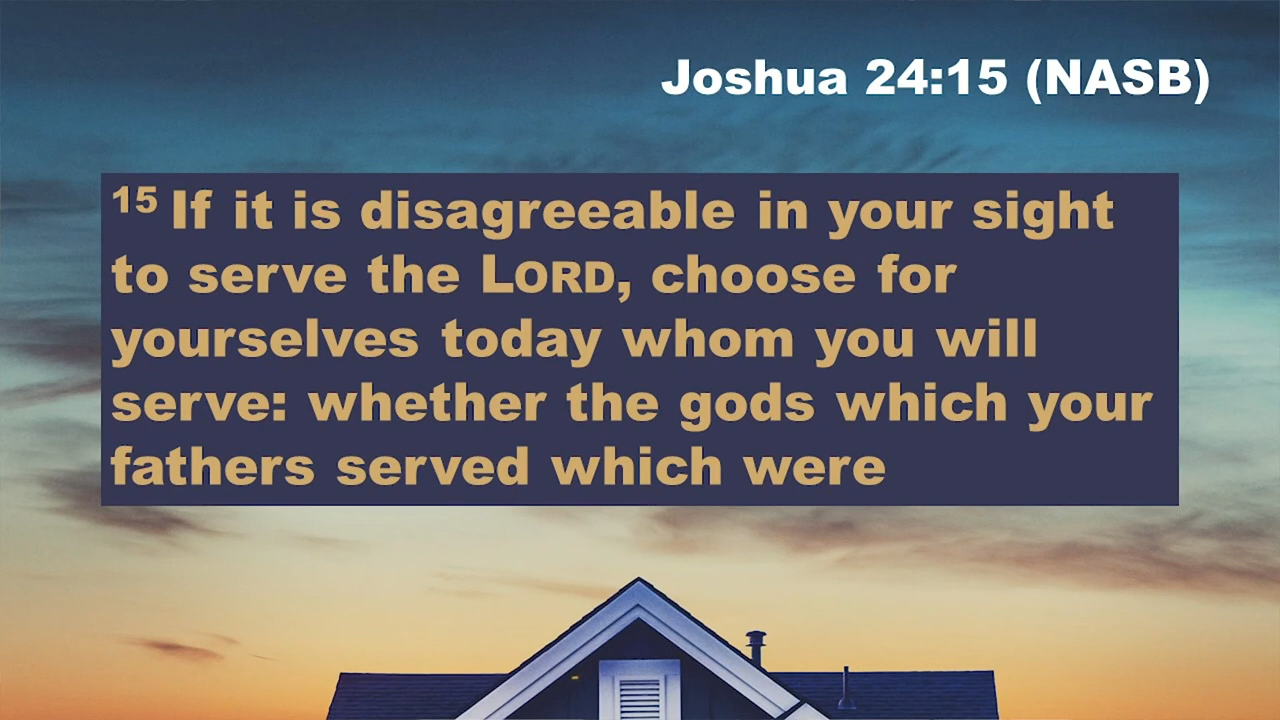 Joshua 24:15 (NASB)
15 If it is disagreeable in your sight
to serve the LORD, choose for
yourselves today whom you will
serve: whether the gods which your
fathers served which were